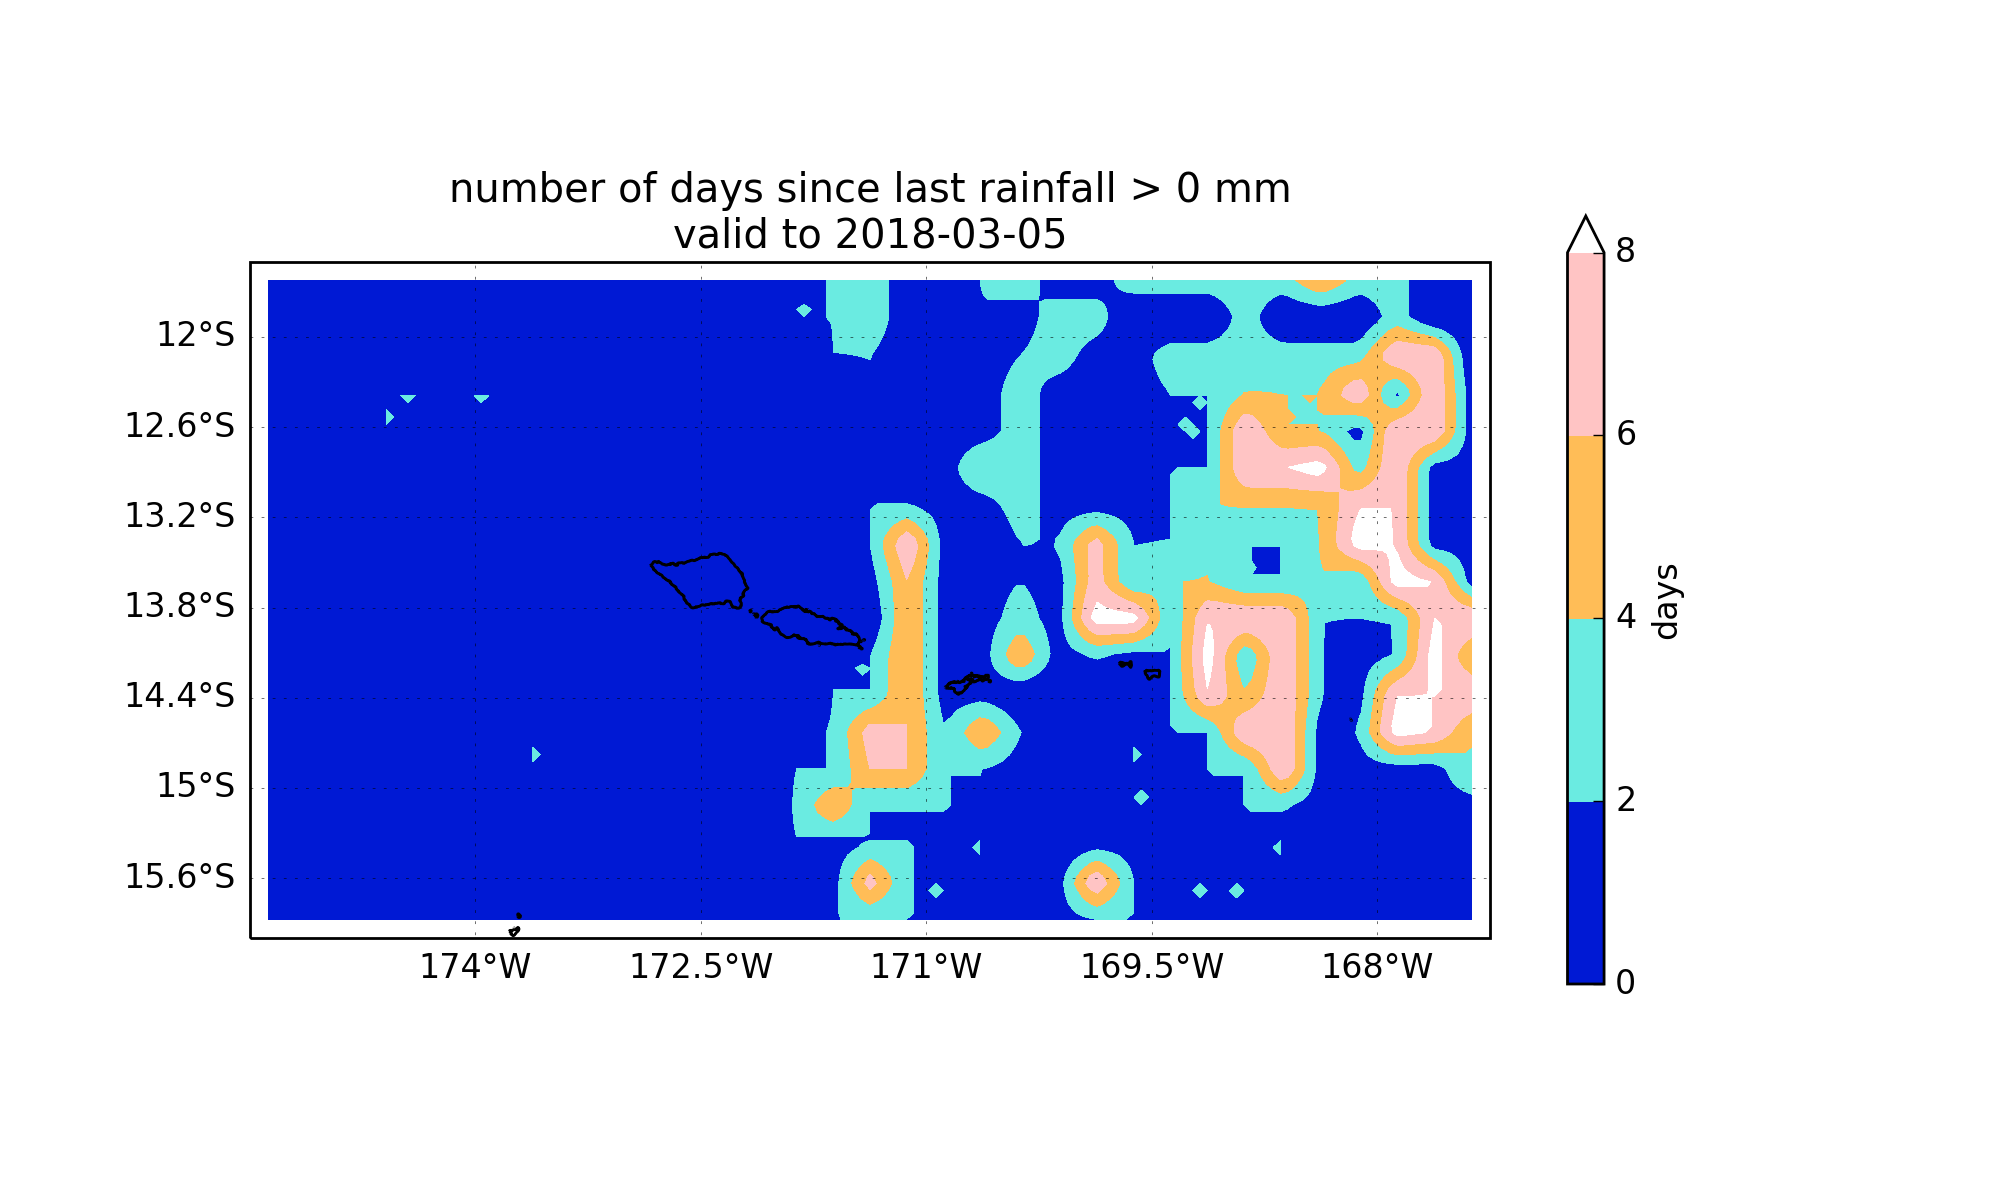 number of days since last rainfall > 0 mm
valid to 2018-03-05
12°S
12.6°S
13.2°S
13.8°S
14.4°S
15°S
15.6°S
174°W
172.5°W
171°W
169.5°W
168°W
8
6
4
2
0
days